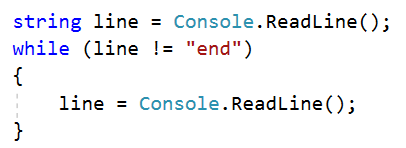 string line = Console.ReadLine();
while (line != "end")
{
    line = Console.ReadLine();
}